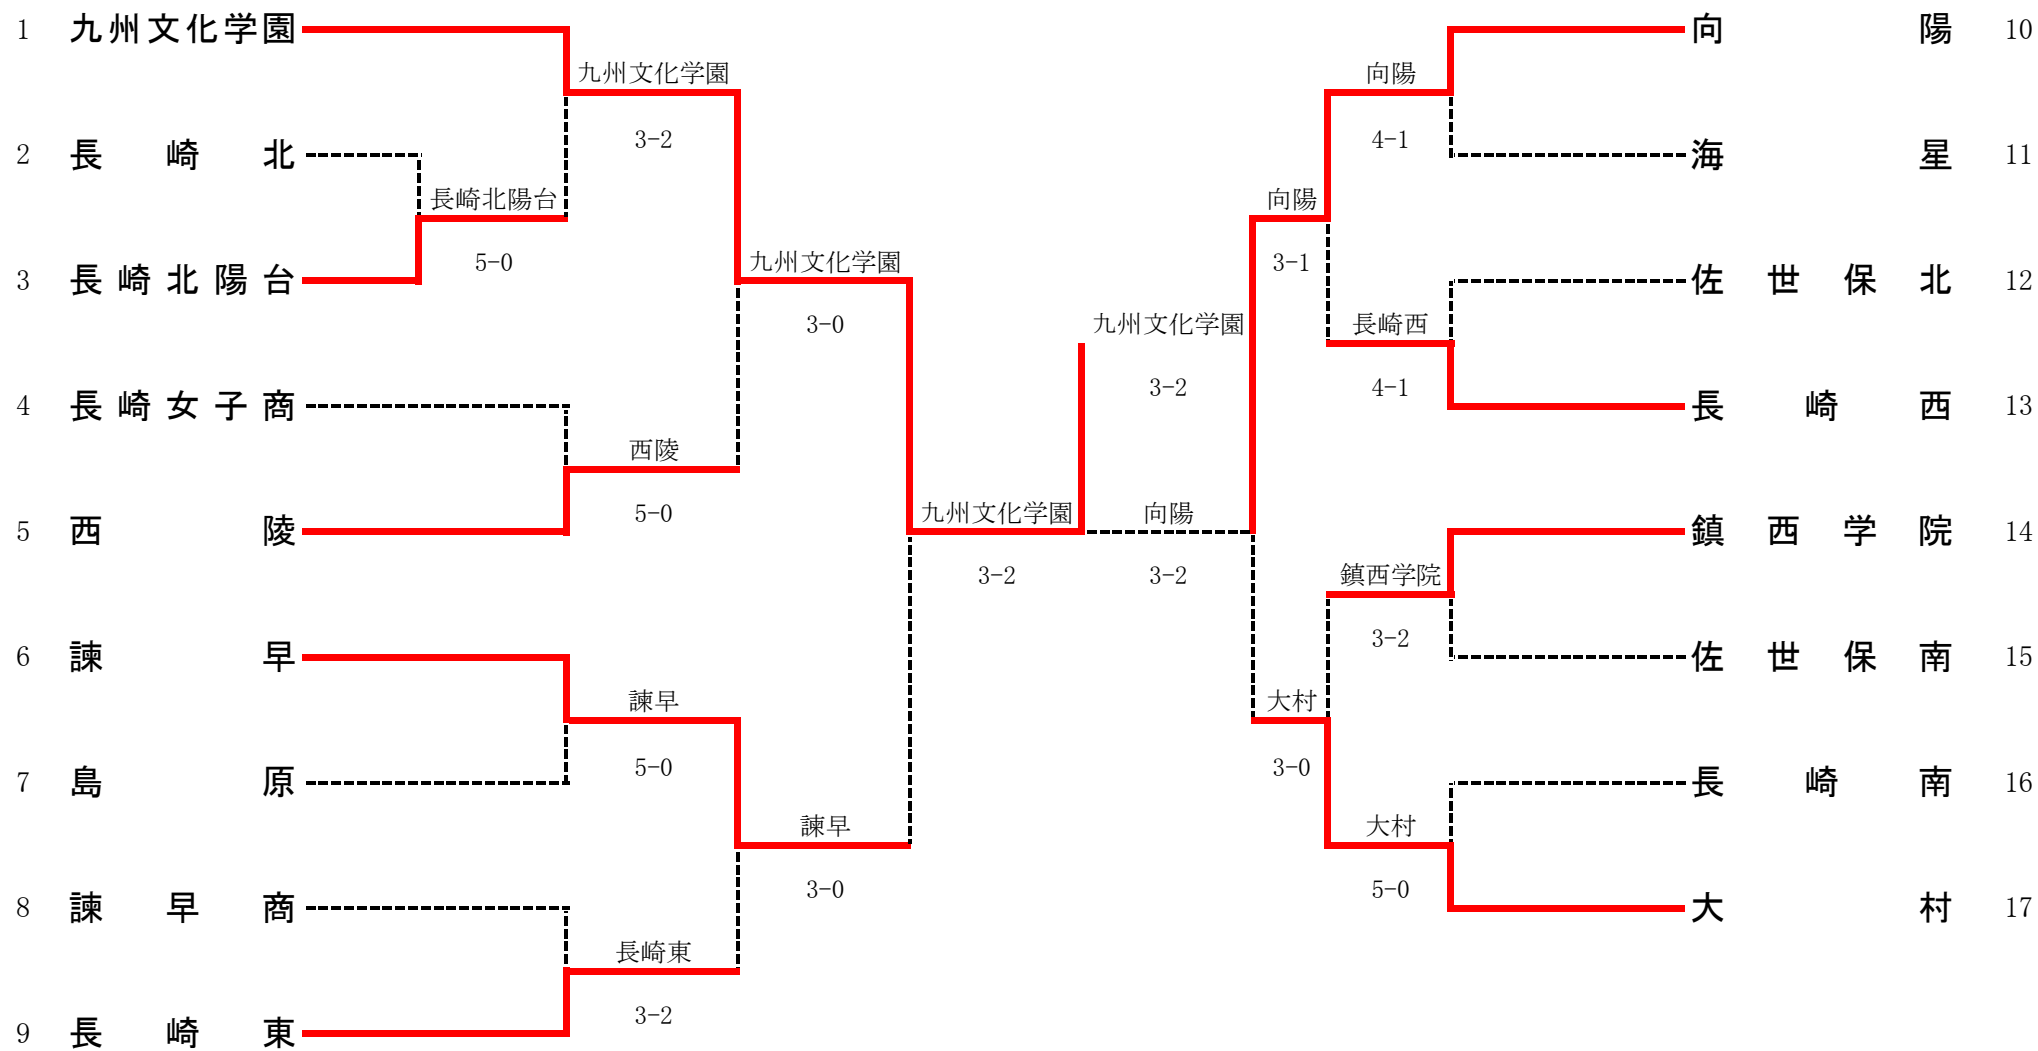 1 九州文化学園
向陽 10
九州文化学園
向陽
3-2
4-1
2 長崎北
海星 11
長崎北陽台
向陽
5-0
九州文化学園
3-1
3 長崎北陽台
佐世保北 12
3-0
九州文化学園
長崎西
3-2
4-1
4 長崎女子商
長崎西 13
西陵
5-0
九州文化学園
向陽
5 西陵
鎮西学院 14
3-2
3-2
鎮西学院
3-2
6 諫早
佐世保南 15
諫早
大村
5-0
3-0
7 島原
長崎南 16
諫早
大村
3-0
5-0
8 諫早商
大村 17
長崎東
3-2
9 長崎東